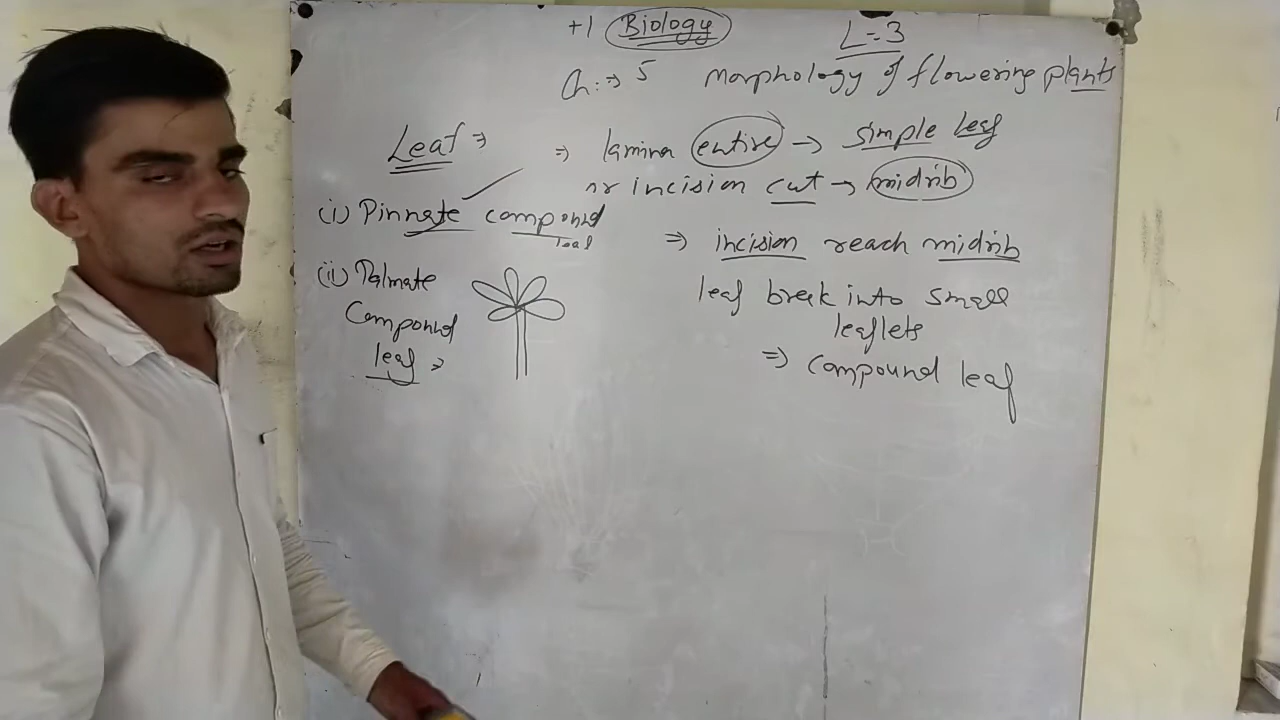 +1 Biology L=3
Ch:⇒ 5 Morphology of flowering plants
Leaf ⇒
⇒ lamina entire → simple leaf
or incision cut → midrib
(i) Pinnate compound
leaf
⇒ incision reach midrib
(ii) Palmate
Compound
leaf ⇒
leaf break into small
leaflets
⇒ compound leaf